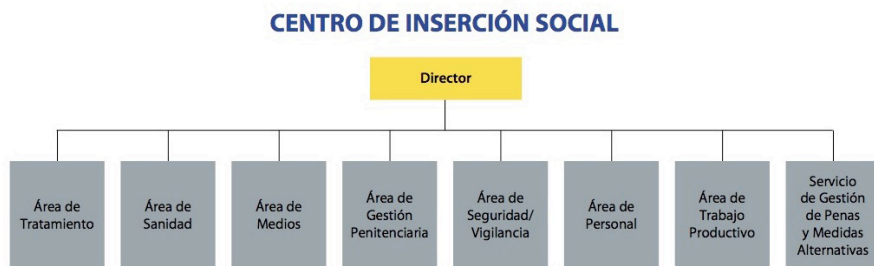 CENTRO DE INSERCIÓN SOCIAL
Director
Área de
Tratamiento
Área de
Sanidad
Área de
Medios
Área de
Gestión
Penitenciaria
Área de
Seguridad/
Vigilancia
Área de
Personal
Área de
Trabajo
Productivo
Servicio
de Gestión
de Penas
y Medidas
Alternativas